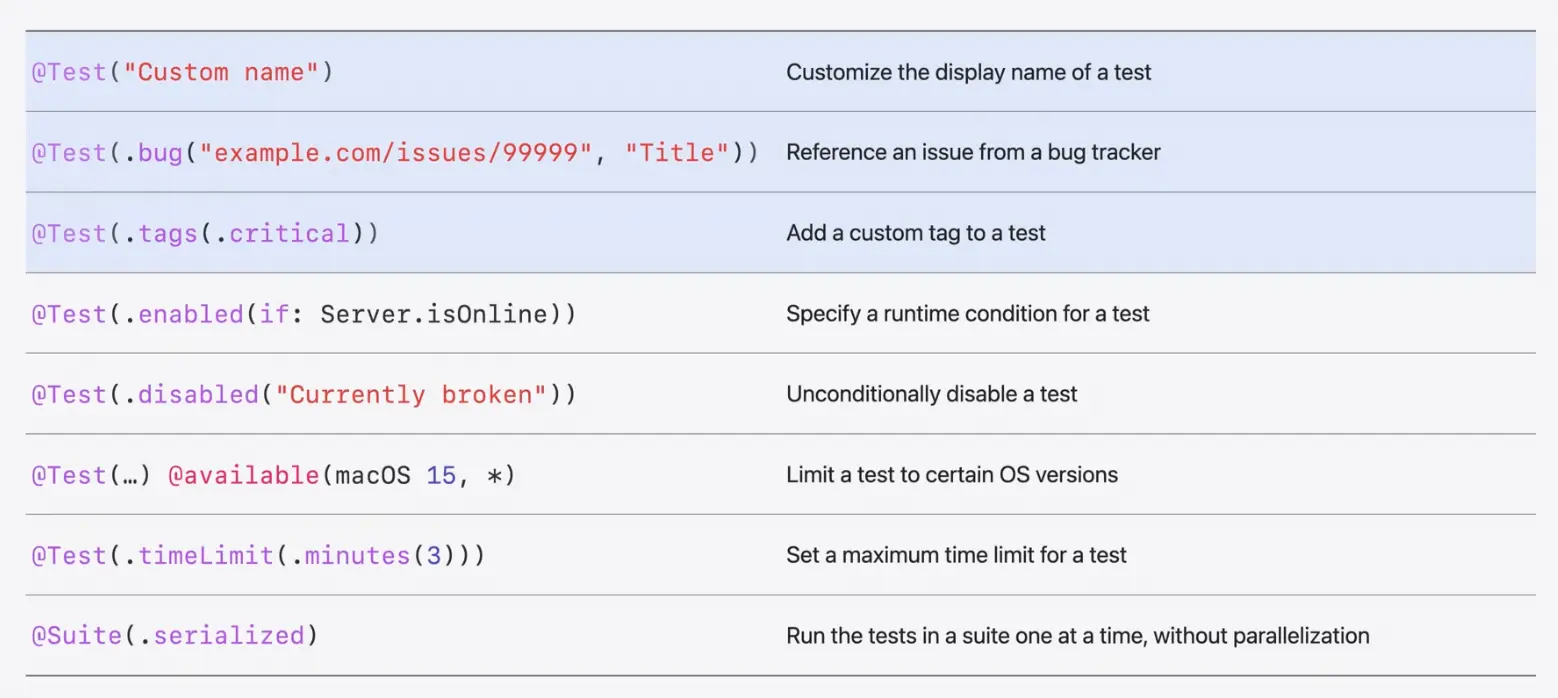 @Test("Custom name") Customize the display name of a test
@Test(.bug("example.com/issues/99999", "Title")) Reference an issue from a bug tracker
@Test(.tags(.critical)) Add a custom tag to a test
@Test(.enabled(if: Server.isOnline)) Specify a runtime condition for a test
@Test(.disabled("Currently broken")) Unconditionally disable a test
@Test(…) @available(macOS 15, *) Limit a test to certain OS versions
@Test(.timeLimit(.minutes(3))) Set a maximum time limit for a test
@Suite(.serialized) Run the tests in a suite one at a time, without parallelization